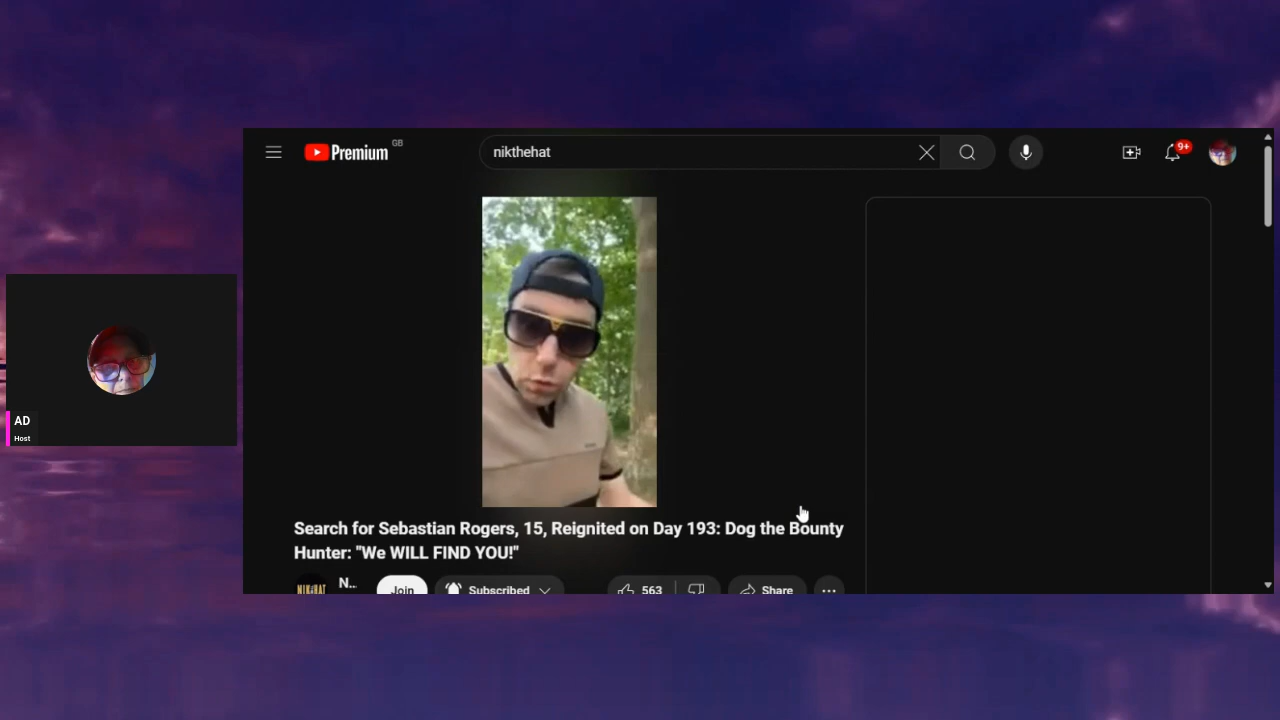 Premium GB
nikthehat
9+
AD
Host
Search for Sebastian Rogers, 15, Reignited on Day 193: Dog the Bounty
Hunter: "We WILL FIND YOU!"
N...
Join
Subscribed
563
Share